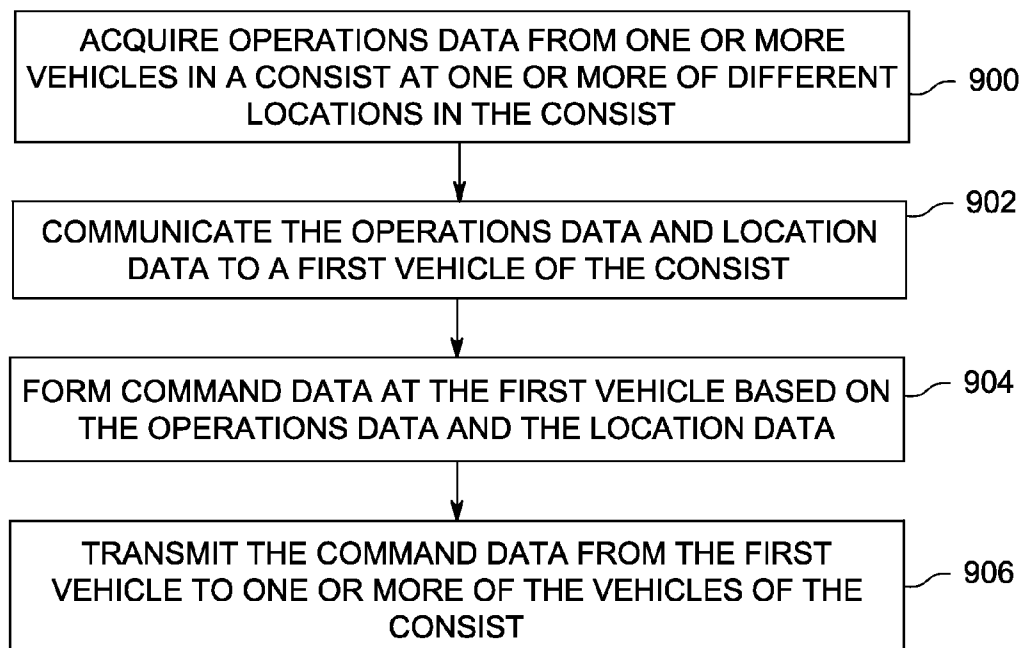 ACQUIRE OPERATIONS DATA FROM ONE OR MORE
VEHICLES IN A CONSIST AT ONE OR MORE OF DIFFERENT
LOCATIONS IN THE CONSIST
900
COMMUNICATE THE OPERATIONS DATA AND LOCATION
DATA TO A FIRST VEHICLE OF THE CONSIST
902
FORM COMMAND DATA AT THE FIRST VEHICLE BASED ON
THE OPERATIONS DATA AND THE LOCATION DATA
904
TRANSMIT THE COMMAND DATA FROM THE FIRST
VEHICLE TO ONE OR MORE OF THE VEHICLES OF THE
CONSIST
906